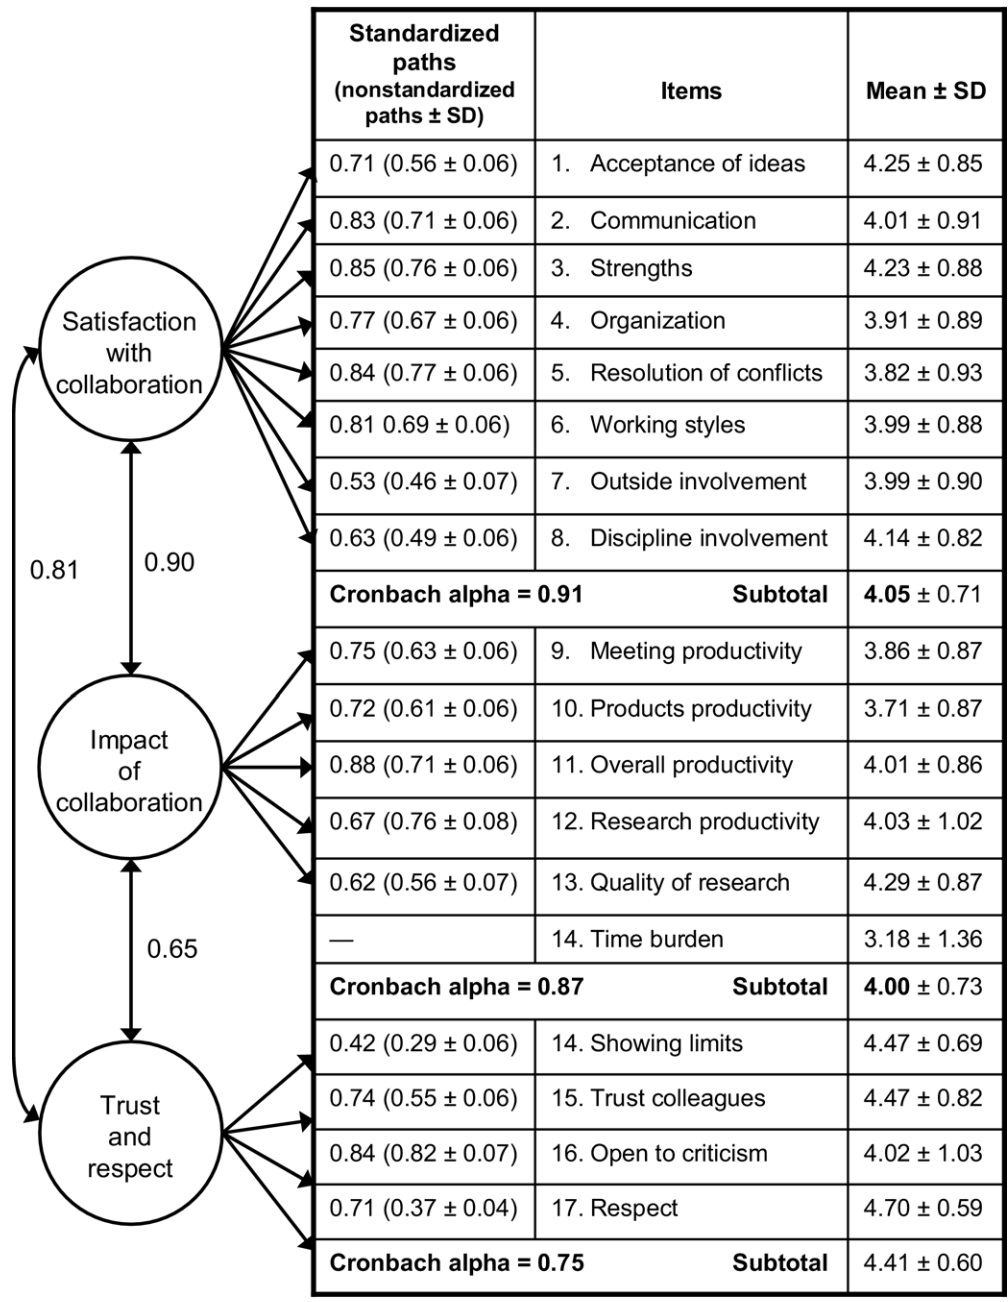 Standardized
paths
(nonstandardized
paths ± SD)
Items
Mean ± SD
0.71 (0.56 ± 0.06) 1. Acceptance of ideas 4.25 ± 0.85
0.83 (0.71 ± 0.06) 2. Communication 4.01 ± 0.91
0.85 (0.76 ± 0.06) 3. Strengths 4.23 ± 0.88
0.77 (0.67 ± 0.06) 4. Organization 3.91 ± 0.89
0.84 (0.77 ± 0.06) 5. Resolution of conflicts 3.82 ± 0.93
0.81 0.69 ± 0.06) 6. Working styles 3.99 ± 0.88
0.53 (0.46 ± 0.07) 7. Outside involvement 3.99 ± 0.90
0.63 (0.49 ± 0.06) 8. Discipline involvement 4.14 ± 0.82
Cronbach alpha = 0.91 Subtotal 4.05 ± 0.71
0.75 (0.63 ± 0.06) 9. Meeting productivity 3.86 ± 0.87
0.72 (0.61 ± 0.06) 10. Products productivity 3.71 ± 0.87
0.88 (0.71 ± 0.06) 11. Overall productivity 4.01 ± 0.86
0.67 (0.76 ± 0.08) 12. Research productivity 4.03 ± 1.02
0.62 (0.56 ± 0.07) 13. Quality of research 4.29 ± 0.87
— 14. Time burden 3.18 ± 1.36
Cronbach alpha = 0.87 Subtotal 4.00 ± 0.73
0.42 (0.29 ± 0.06) 14. Showing limits 4.47 ± 0.69
0.74 (0.55 ± 0.06) 15. Trust colleagues 4.47 ± 0.82
0.84 (0.82 ± 0.07) 16. Open to criticism 4.02 ± 1.03
0.71 (0.37 ± 0.04) 17. Respect 4.70 ± 0.59
Cronbach alpha = 0.75 Subtotal 4.41 ± 0.60
Satisfaction
with
collaboration
0.81
0.90
Impact
of
collaboration
0.65
Trust
and
respect